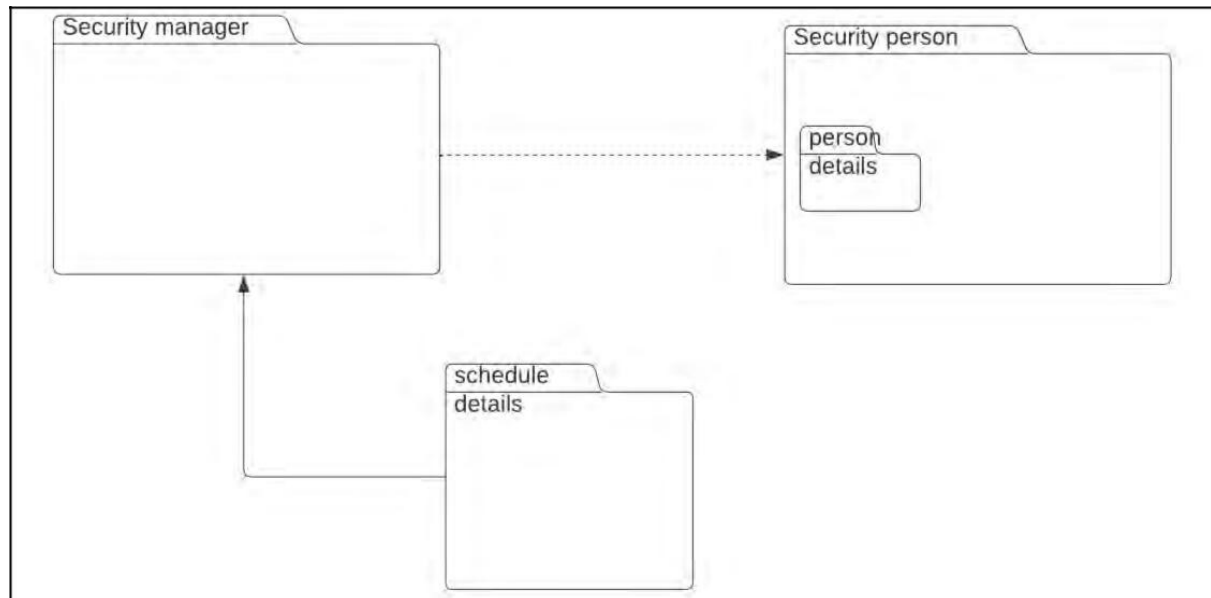 Security manager
Security person
person
details
schedule
details